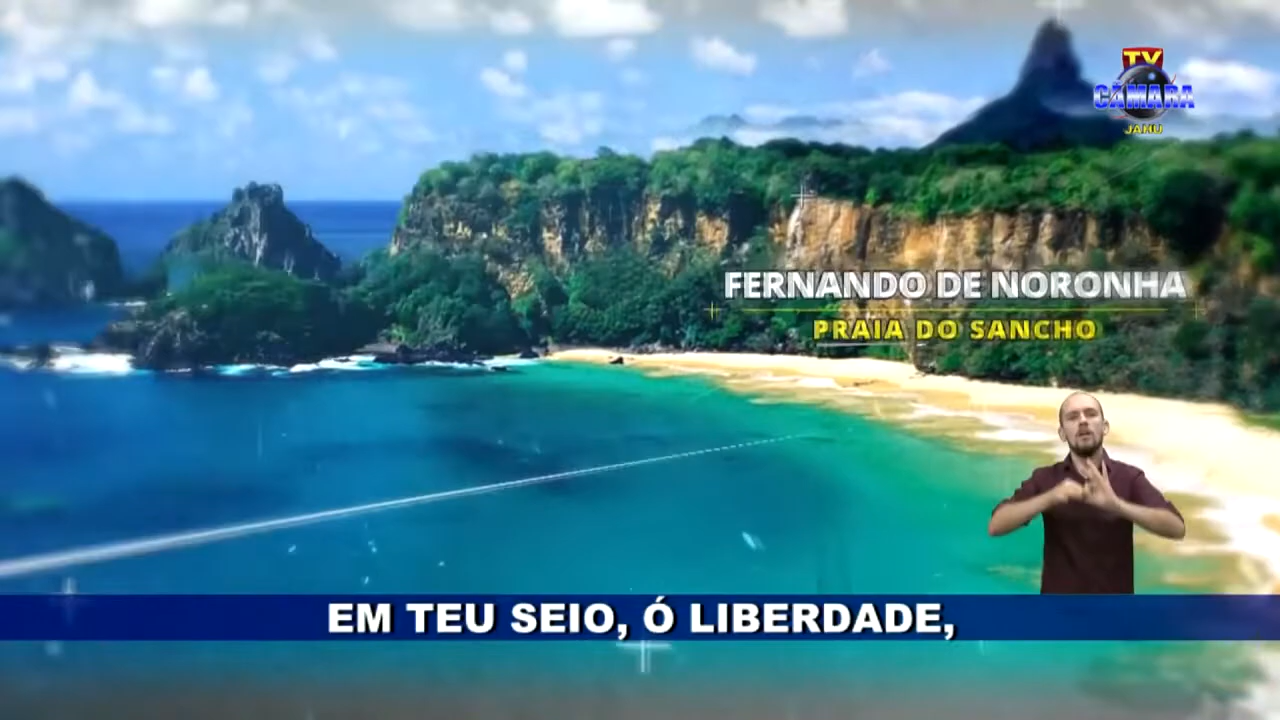 TV
CÂMARA
JAHU
FERNANDO DE NORONHA
PRAIA DO SANCHO
EM TEU SEIO, Ó LIBERDADE,